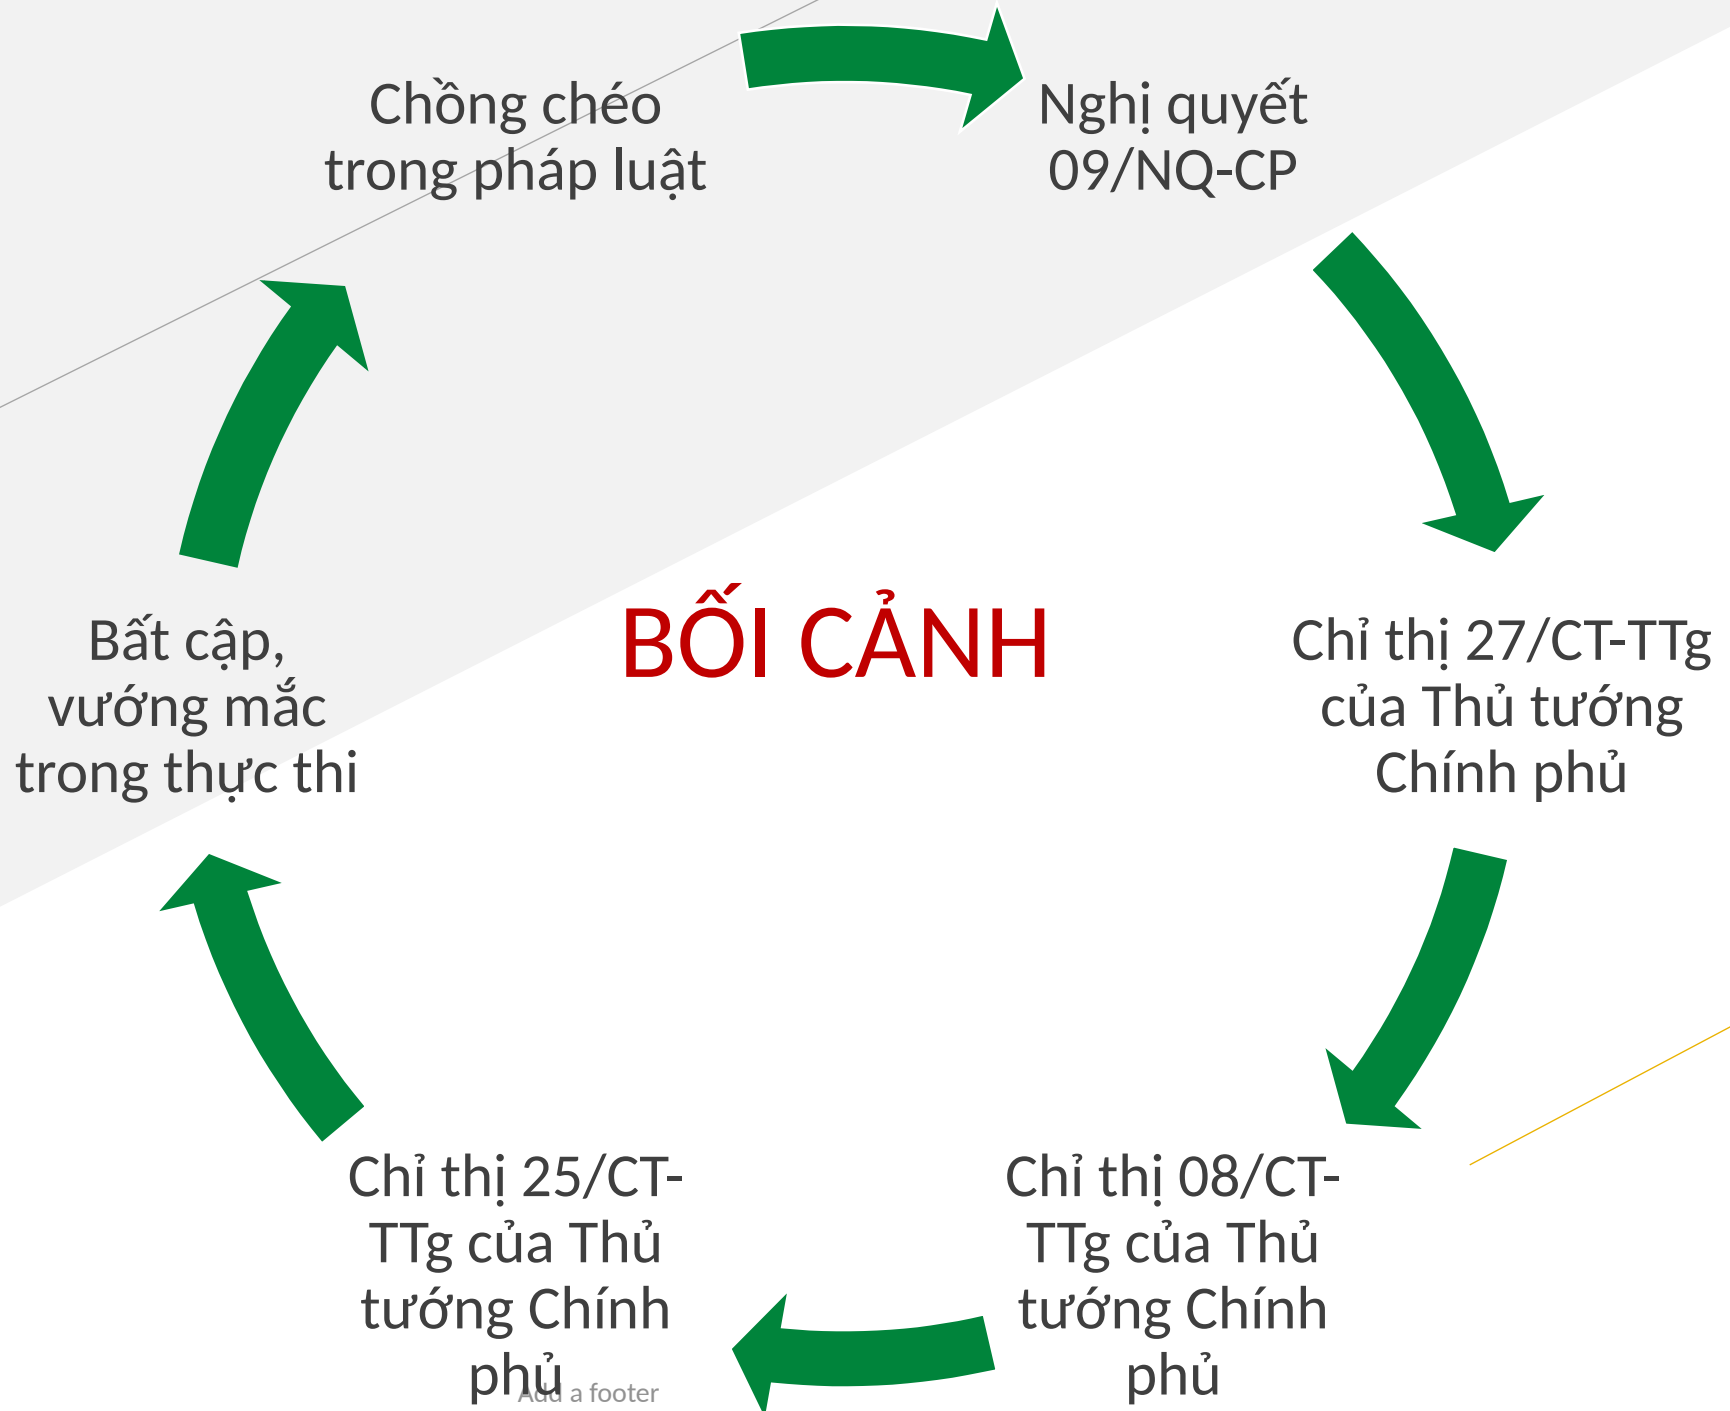 Chồng chéo
trong pháp luật
Nghị quyết
09/NQ-CP
BỐI CẢNH
Chỉ thị 27/CT-TTg
của Thủ tướng
Chính phủ
Chỉ thị 08/CT-
TTg của Thủ
tướng Chính
phủ
Chỉ thị 25/CT-
TTg của Thủ
tướng Chính
phủ
Bất cập,
vướng mắc
trong thực thi
Add a footer